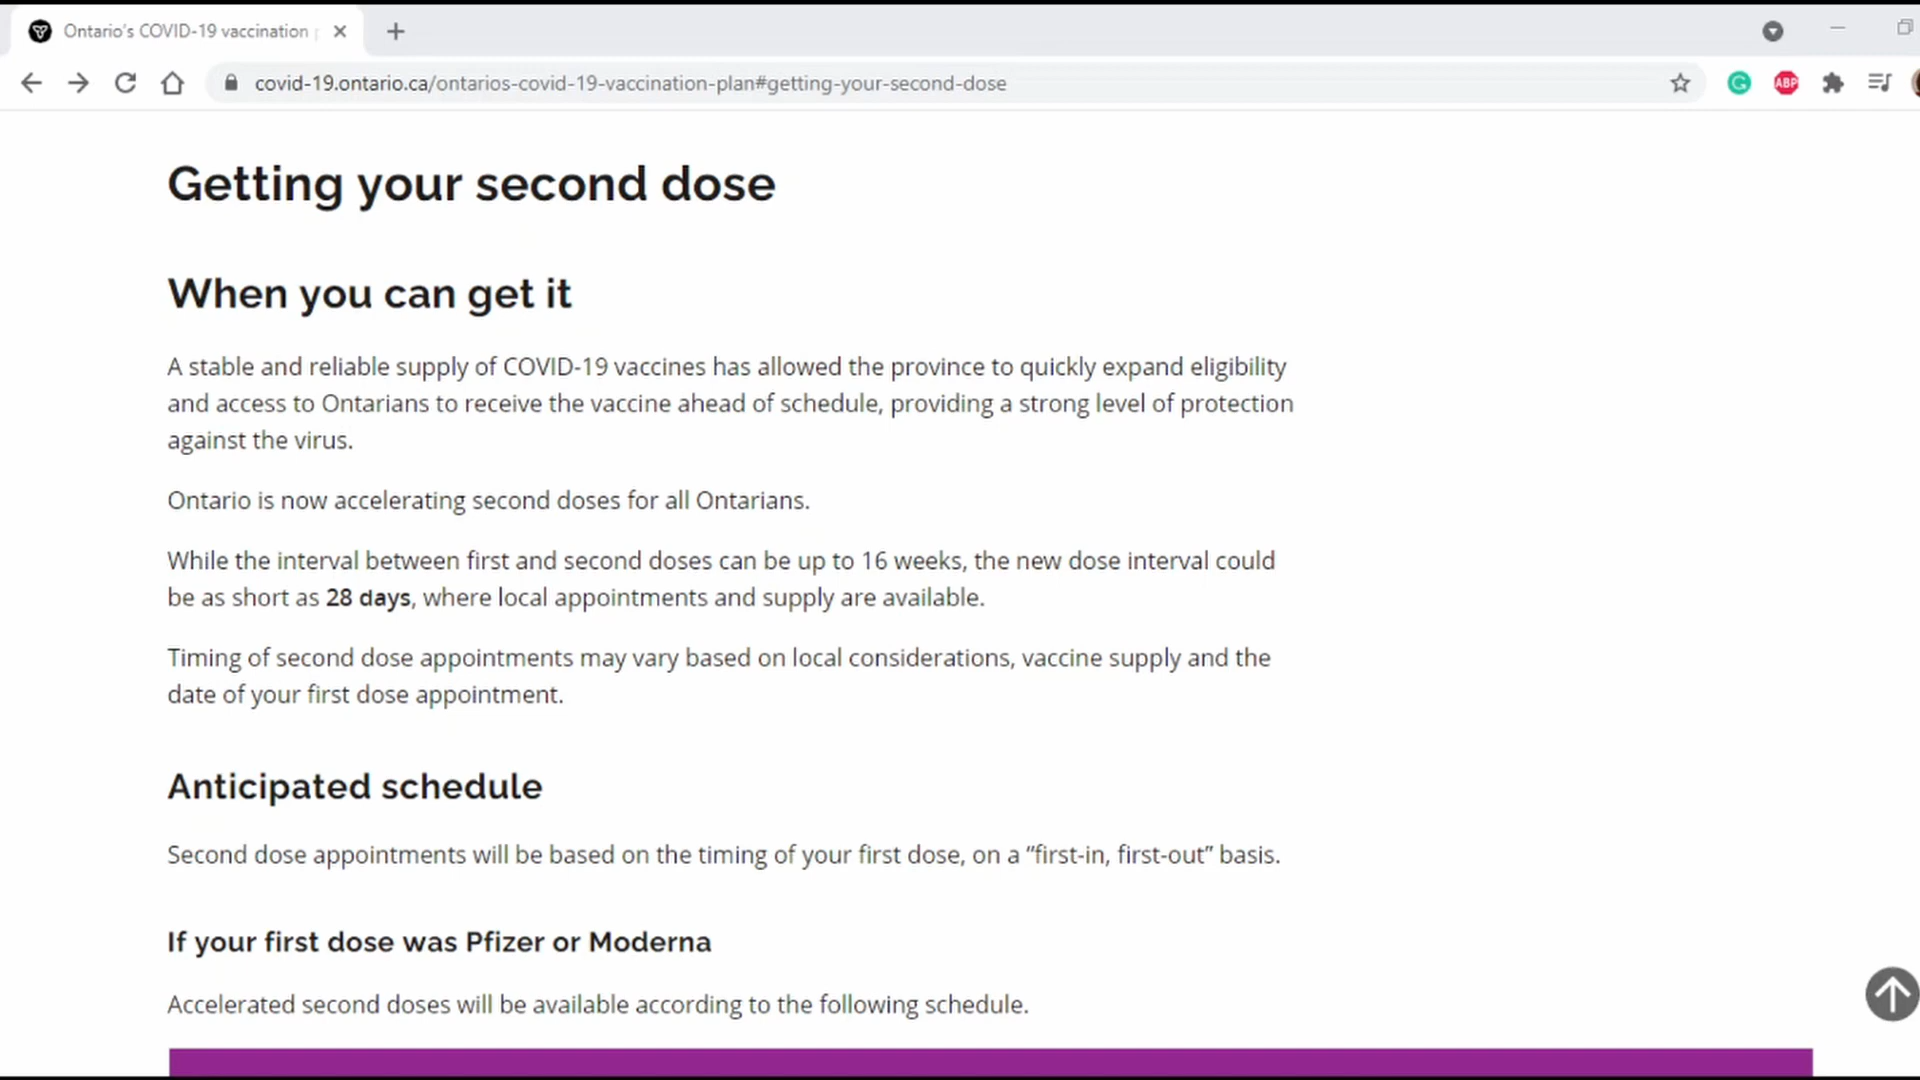 Ontario's COVID-19 vaccination
covid-19.ontario.ca/ontarios-covid-19-vaccination-plan#getting-your-second-dose
ABP
Getting your second dose
When you can get it
A stable and reliable supply of COVID-19 vaccines has allowed the province to quickly expand eligibility
and access to Ontarians to receive the vaccine ahead of schedule, providing a strong level of protection
against the virus.
Ontario is now accelerating second doses for all Ontarians.
While the interval between first and second doses can be up to 16 weeks, the new dose interval could
be as short as 28 days, where local appointments and supply are available.
Timing of second dose appointments may vary based on local considerations, vaccine supply and the
date of your first dose appointment.
Anticipated schedule
Second dose appointments will be based on the timing of your first dose, on a “first-in, first-out” basis.
If your first dose was Pfizer or Moderna
Accelerated second doses will be available according to the following schedule.